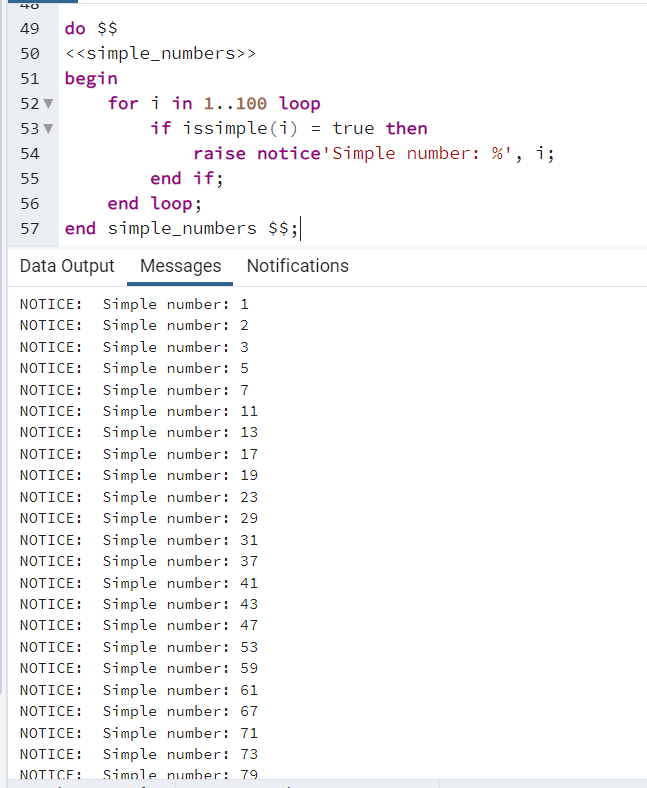 48
49 do $$
50 <<simple_numbers>>
51 begin
52 for i in 1..100 loop
53 if issimple(i) = true then
54 raise notice'Simple number: %', i;
55 end if;
56 end loop;
57 end simple_numbers $$;
Data Output Messages Notifications
NOTICE: Simple number: 1
NOTICE: Simple number: 2
NOTICE: Simple number: 3
NOTICE: Simple number: 5
NOTICE: Simple number: 7
NOTICE: Simple number: 11
NOTICE: Simple number: 13
NOTICE: Simple number: 17
NOTICE: Simple number: 19
NOTICE: Simple number: 23
NOTICE: Simple number: 29
NOTICE: Simple number: 31
NOTICE: Simple number: 37
NOTICE: Simple number: 41
NOTICE: Simple number: 43
NOTICE: Simple number: 47
NOTICE: Simple number: 53
NOTICE: Simple number: 59
NOTICE: Simple number: 61
NOTICE: Simple number: 67
NOTICE: Simple number: 71
NOTICE: Simple number: 73
NOTICE: Simple number: 79